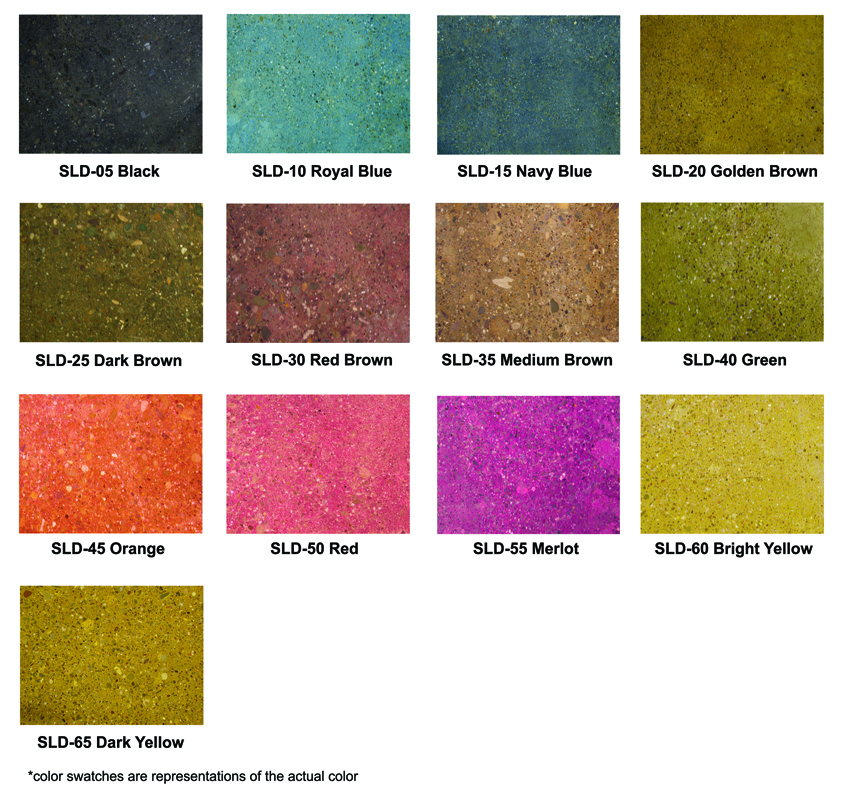 SLD-05 Black
SLD-10 Royal Blue
SLD-15 Navy Blue
SLD-20 Golden Brown
SLD-25 Dark Brown
SLD-30 Red Brown
SLD-35 Medium Brown
SLD-40 Green
SLD-45 Orange
SLD-50 Red
SLD-55 Merlot
SLD-60 Bright Yellow
SLD-65 Dark Yellow
*color swatches are representations of the actual color